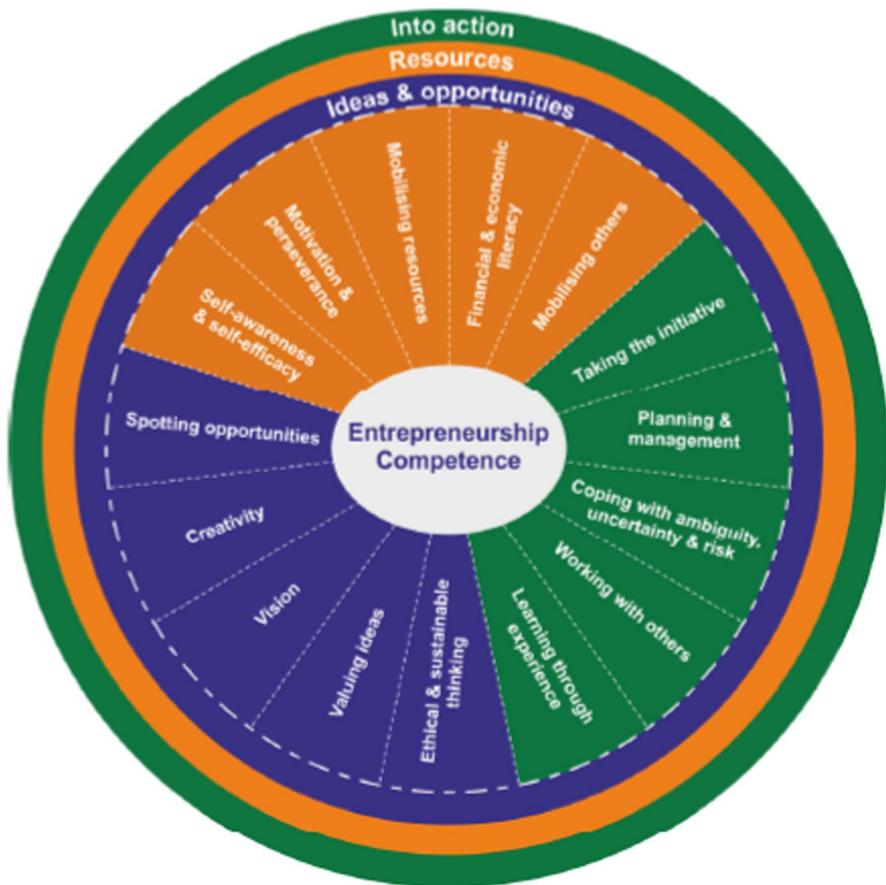 Into action
Resources
Ideas & opportunities
Mobilising resources
Financial & economic
literacy
Mobilising others
Taking the initiative
Planning &
management
Coping with ambiguity,
uncertainty & risk
Working with others
Learning through
experience
Ethical & sustainable
thinking
Valuing ideas
Vision
Creativity
Spotting opportunities
Self-awareness
& self-efficacy
Motivation &
perseverance
Entrepreneurship
Competence